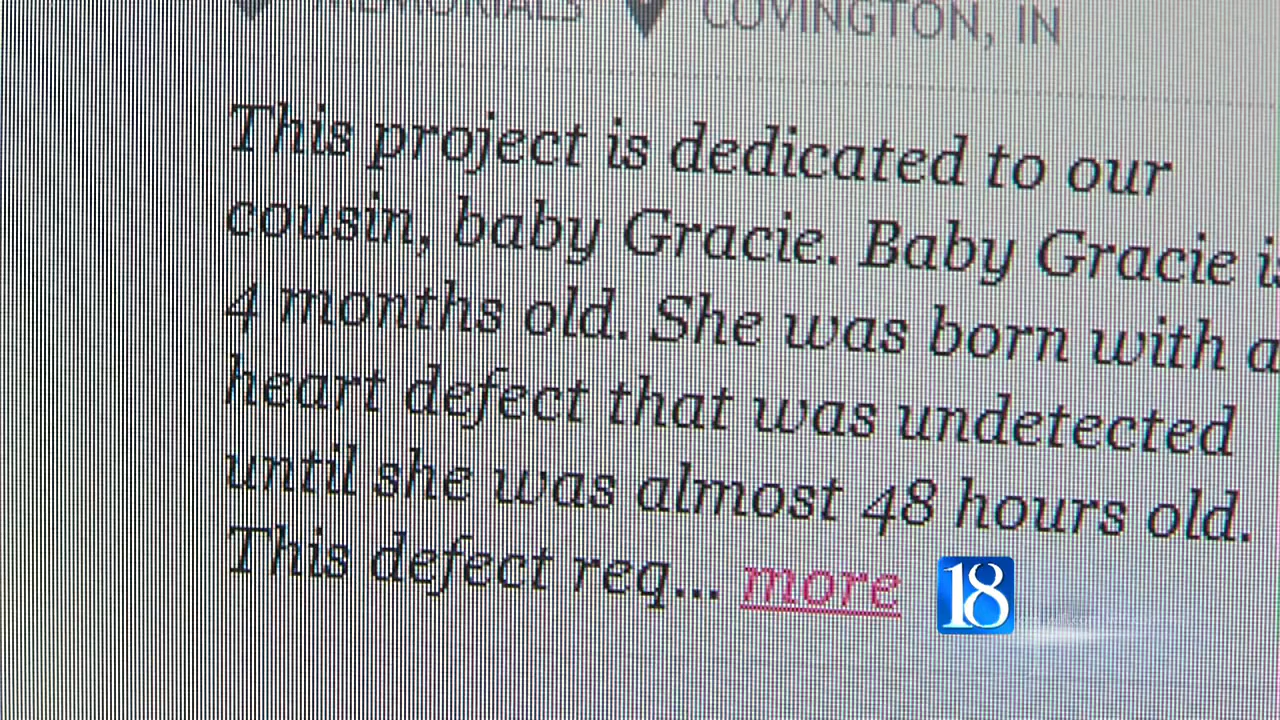 MEMORIALS COVINGTON, IN
This project is dedicated to our
cousin, baby Gracie. Baby Gracie i
4 months old. She was born with a
heart defect that was undetected
until she was almost 48 hours old.
This defect req... more
18